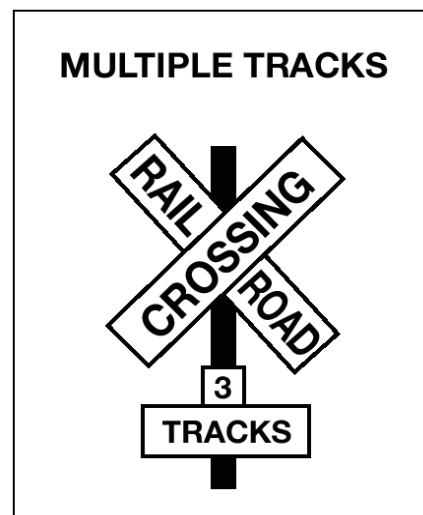 MULTIPLE TRACKS
RAIL ROAD
CROSSING
3
TRACKS